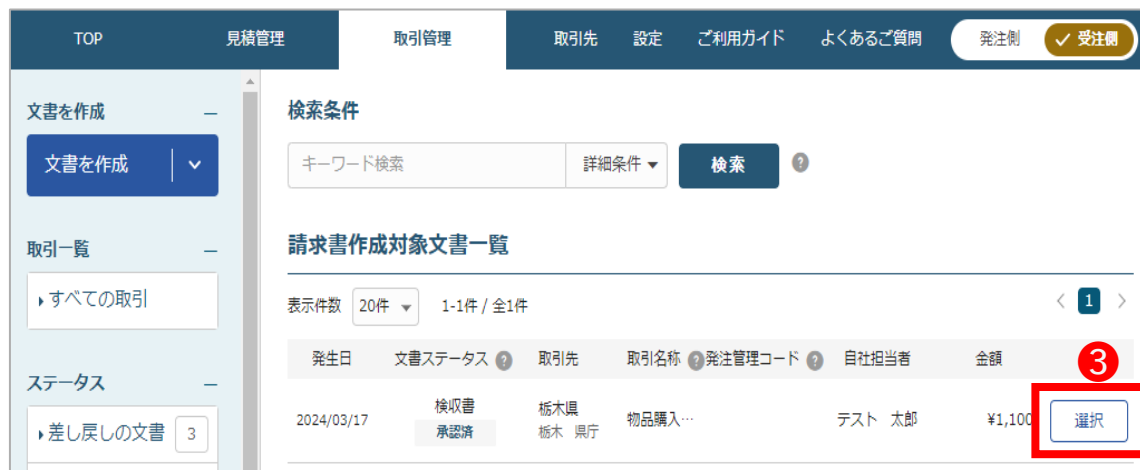 TOP 見積管理 取引管理 取引先 設定 ご利用ガイド よくあるご質問 発注側 受注側
文書を作成
文書を作成
取引一覧
すべての取引
ステータス
差し戻しの文書 3
検索条件
キーワード検索 詳細条件 検索 ?
請求書作成対象文書一覧
表示件数 20件 1-1件 / 全1件 < 1 >
発生日 文書ステータス ? 取引先 取引名称 ? 発注管理コード ? 自社担当者 金額
3
2024/03/17 検収書 栃木県 物品購入… テスト 太郎 ¥1,100 選択
承認済 栃木 県庁